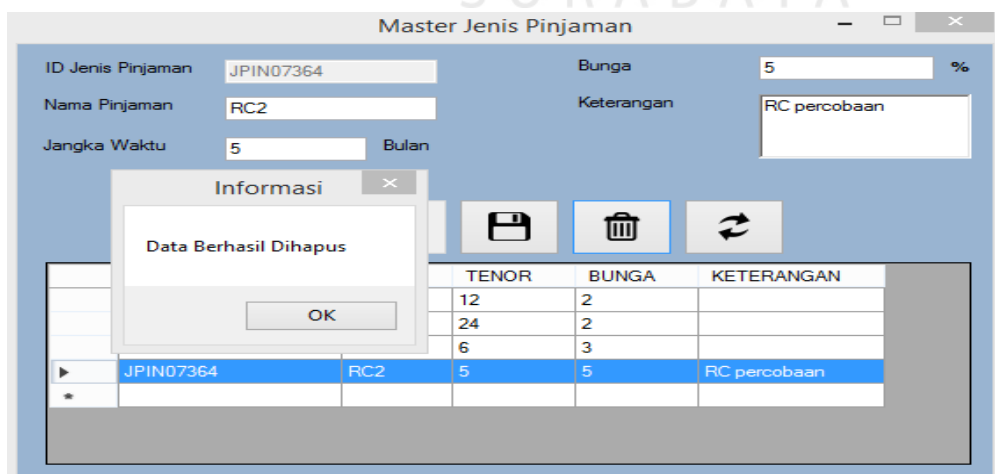 SURABAYA
Master Jenis Pinjaman
ID Jenis Pinjaman JPIN07364 Bunga 5 %
Nama Pinjaman RC2 Keterangan RC percobaan
Jangka Waktu 5 Bulan
Informasi
Data Berhasil Dihapus
OK
TENOR BUNGA KETERANGAN
12 2
24 2
6 3
JPIN07364 RC2 5 5 RC percobaan